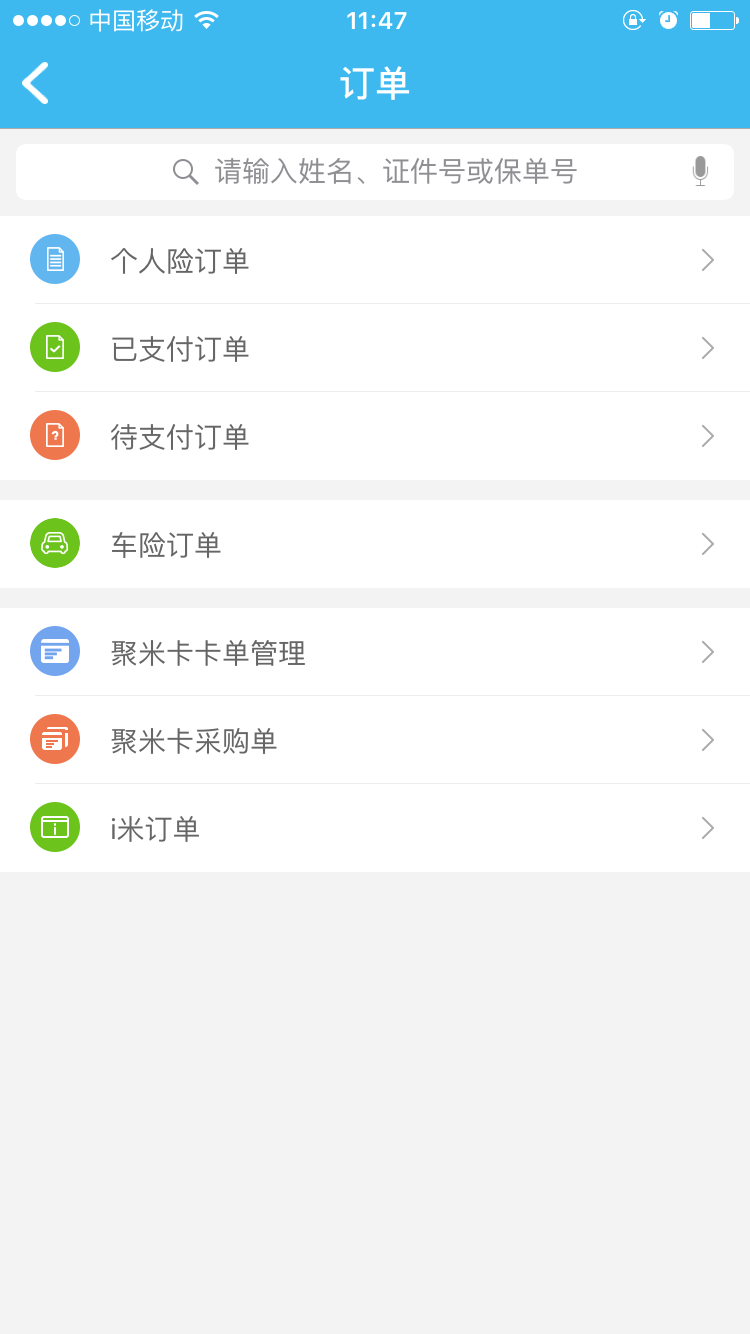 中国移动 11:47
订单
请输入姓名、证件号或保单号
个人险订单
已支付订单
待支付订单
车险订单
聚米卡卡单管理
聚米卡采购单
i米订单